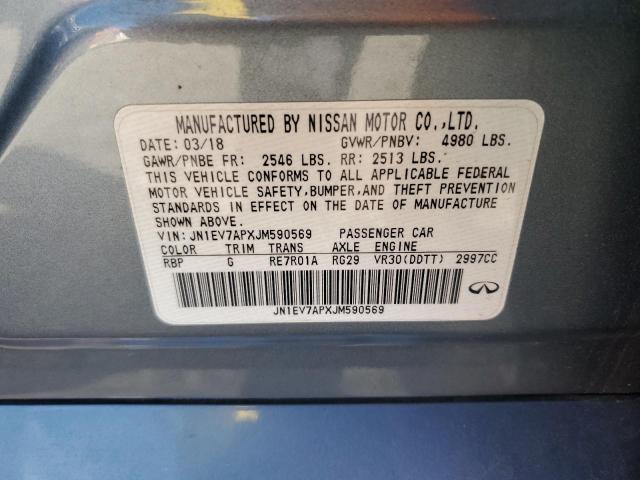 MANUFACTURED BY NISSAN MOTOR CO.,LTD.
DATE: 03/18 GVWR/PNBV: 4980 LBS.
GAWR/PNBE FR: 2546 LBS. RR: 2513 LBS.
THIS VEHICLE CONFORMS TO ALL APPLICABLE FEDERAL
MOTOR VEHICLE SAFETY,BUMPER,AND THEFT PREVENTION
STANDARDS IN EFFECT ON THE DATE OF MANUFACTURE
SHOWN ABOVE.
VIN: JN1EV7APXJM590569 PASSENGER CAR
COLOR TRIM TRANS AXLE ENGINE
RBP G RE7R01A RG29 VR30(DDTT) 2997CC
JN1EV7APXJM590569